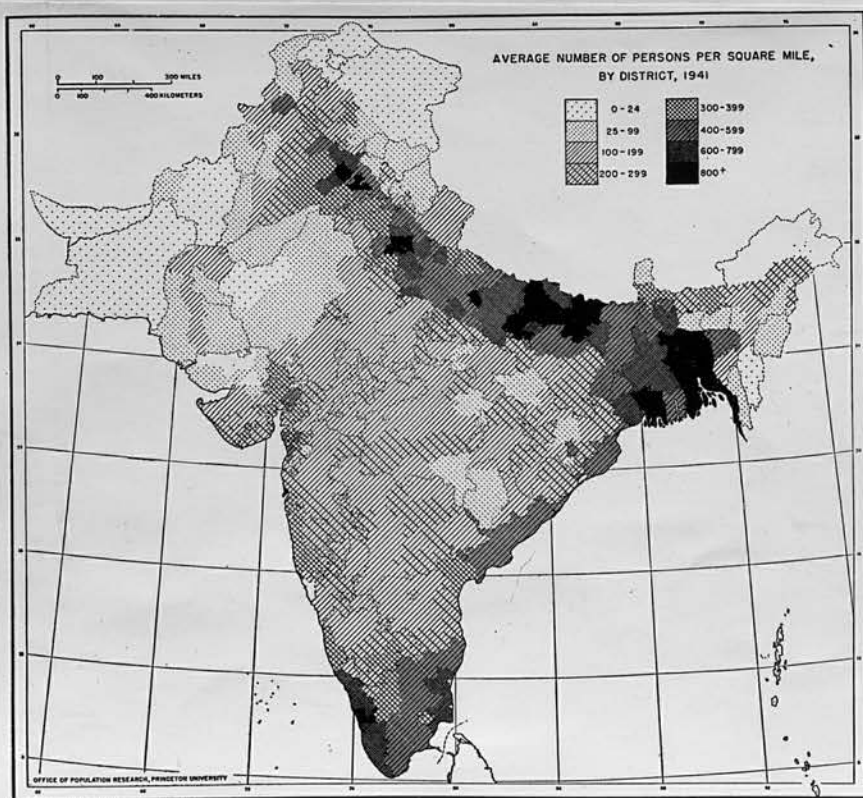 AVERAGE NUMBER OF PERSONS PER SQUARE MILE,
BY DISTRICT, 1941
0 100 300 MILES
0 100 400 KILOMETERS
0-24
25-99
100-199
200-299
300-399
400-599
600-799
800+
OFFICE OF POPULATION RESEARCH, PRINCETON UNIVERSITY